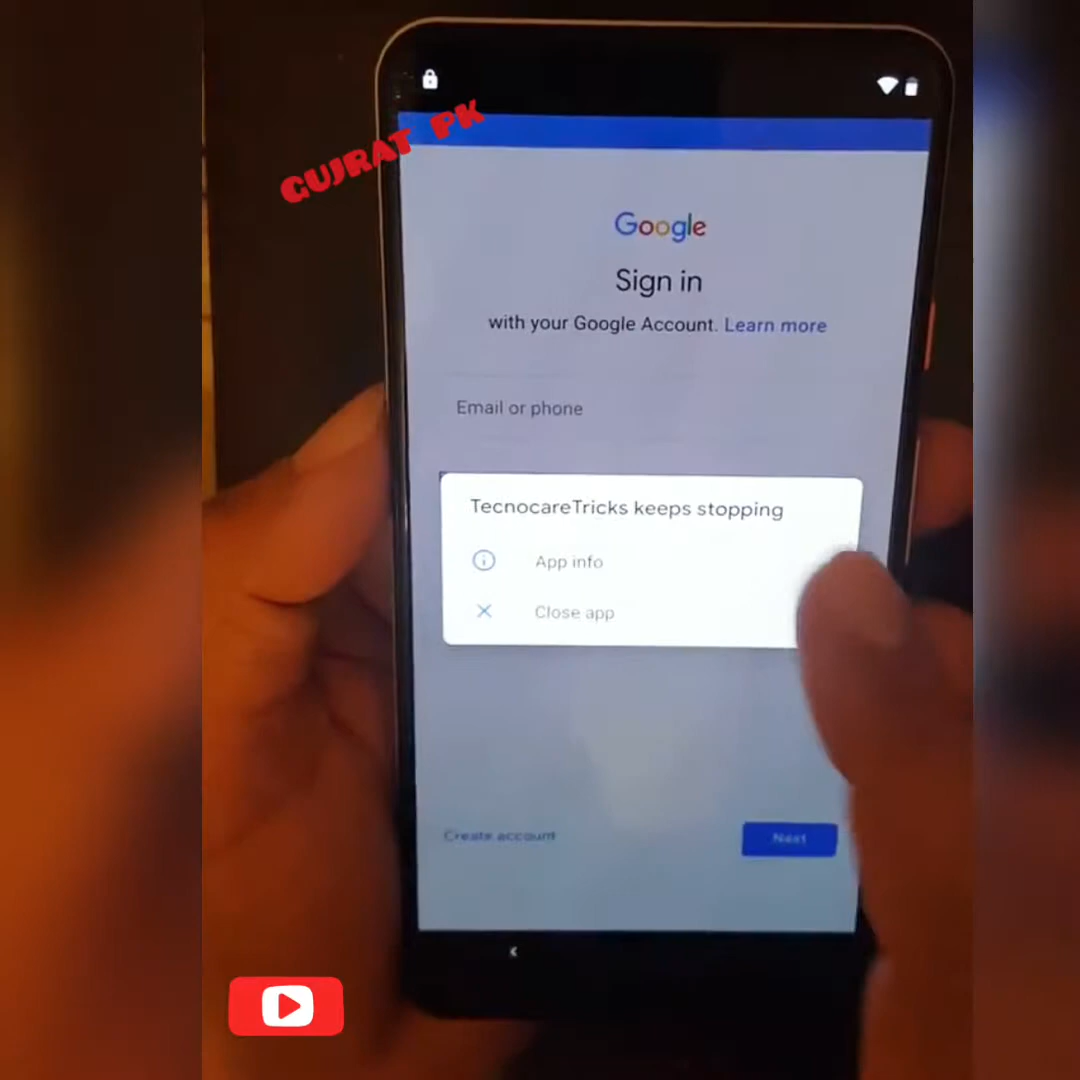 GUJRAT PK
Google
Sign in
with your Google Account. Learn more
Email or phone
TecnocareTricks keeps stopping
App info
Close app
Create account
Next